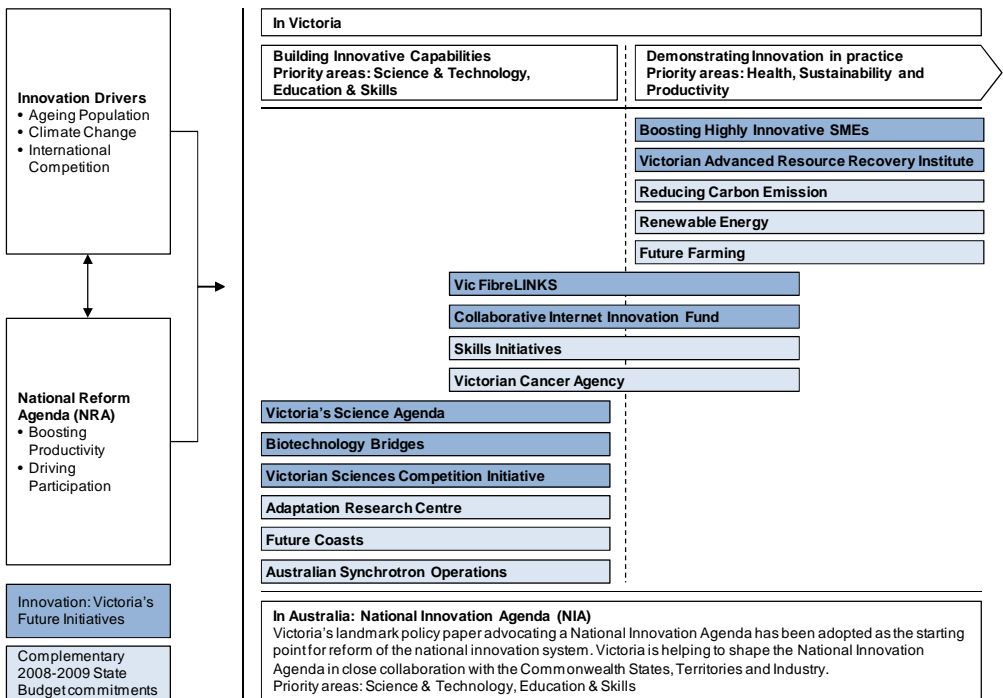 Innovation Drivers
• Ageing Population
• Climate Change
• International
Competition
National Reform
Agenda (NRA)
• Boosting
Productivity
• Driving
Participation
Innovation: Victoria's
Future Initiatives
Complementary
2008-2009 State
Budget commitments
In Victoria
Building Innovative Capabilities
Priority areas: Science & Technology,
Education & Skills
Demonstrating Innovation in practice
Priority areas: Health, Sustainability and
Productivity
Boosting Highly Innovative SMEs
Victorian Advanced Resource Recovery Institute
Reducing Carbon Emission
Renewable Energy
Future Farming
Vic FibreLINKS
Collaborative Internet Innovation Fund
Skills Initiatives
Victorian Cancer Agency
Victoria's Science Agenda
Biotechnology Bridges
Victorian Sciences Competition Initiative
Adaptation Research Centre
Future Coasts
Australian Synchrotron Operations
In Australia: National Innovation Agenda (NIA)
Victoria's landmark policy paper advocating a National Innovation Agenda has been adopted as the starting
point for reform of the national innovation system. Victoria is helping to shape the National Innovation
Agenda in close collaboration with the Commonwealth States, Territories and Industry.
Priority areas: Science & Technology, Education & Skills